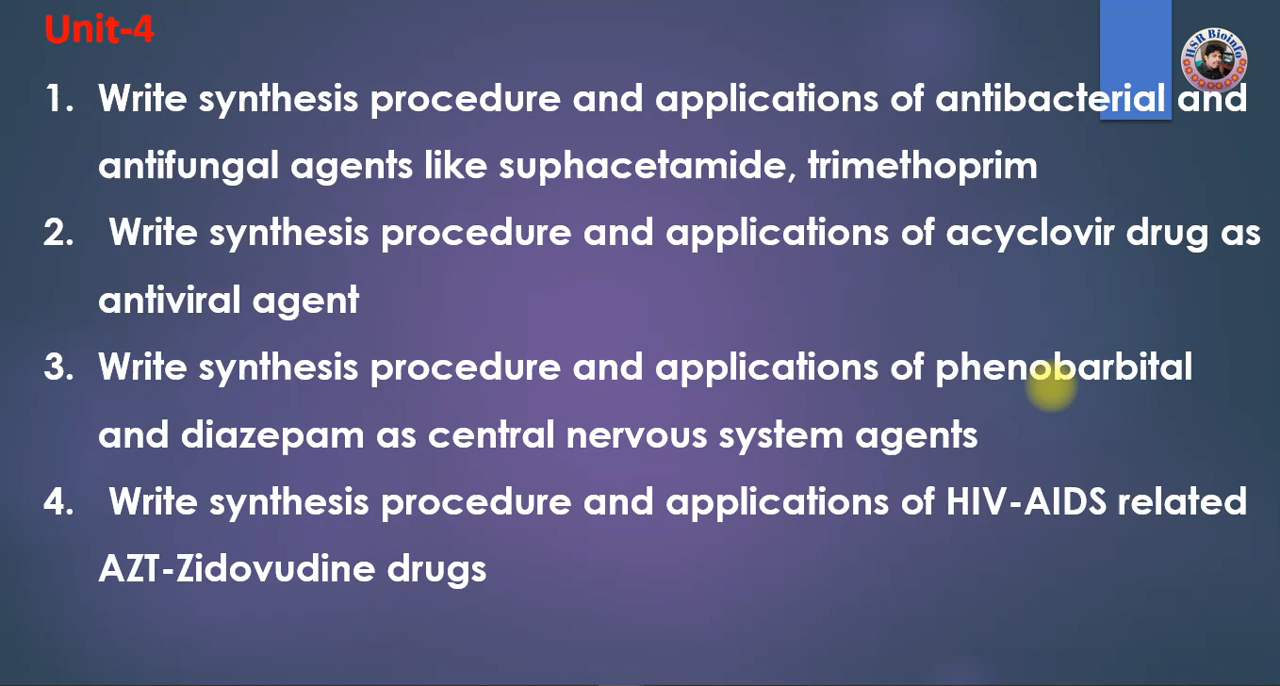 Unit-4
HSR Bioinfo
1. Write synthesis procedure and applications of antibacterial and
antifungal agents like suphacetamide, trimethoprim
2. Write synthesis procedure and applications of acyclovir drug as
antiviral agent
3. Write synthesis procedure and applications of phenobarbital
and diazepam as central nervous system agents
4. Write synthesis procedure and applications of HIV-AIDS related
AZT-Zidovudine drugs